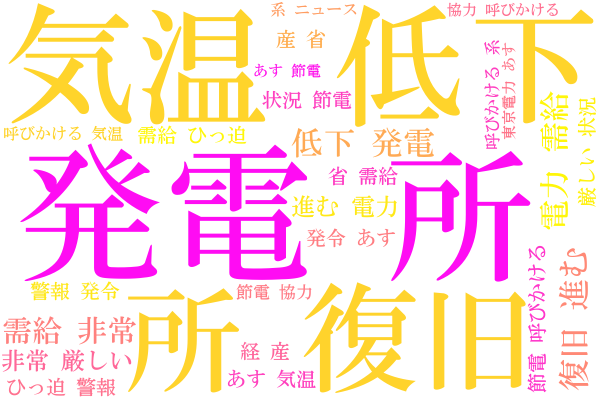 系 ニュース
協力 呼びかける
気温 低下
産 省
あす 節電
状況 節電
呼びかける 系
東京電力 あす
呼びかける 気温
需給 ひっ迫
低下 発電
電力 需給
厳しい 状況
発電 所
省 需給
進む 電力
発令 あす
警報 発令
節電 協力
所 復旧
節電 呼びかける
復旧 進む
需給 非常
非常 厳しい
経 産
ひっ迫 警報
あす 気温